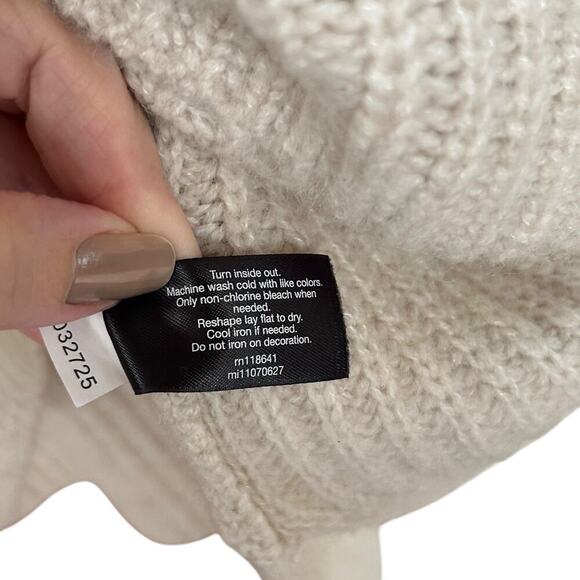 Turn inside out.
Machine wash cold with like colors.
Only non-chlorine bleach when
needed.
Reshape lay flat to dry.
Cool iron if needed.
Do not iron on decoration.
rn118641
mi11070627
032725